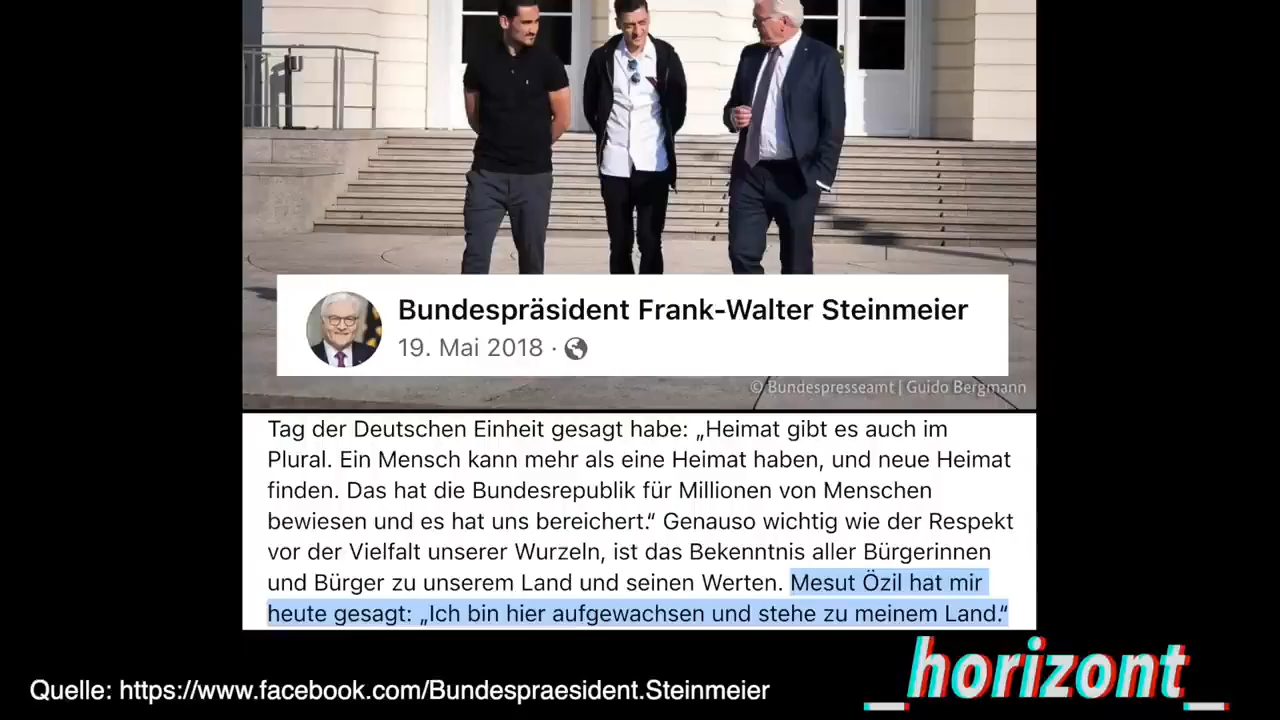 Bundespräsident Frank-Walter Steinmeier
19. Mai 2018 ·
© Bundespresseamt | Guido Bergmann
Tag der Deutschen Einheit gesagt habe: „Heimat gibt es auch im
Plural. Ein Mensch kann mehr als eine Heimat haben, und neue Heimat
finden. Das hat die Bundesrepublik für Millionen von Menschen
bewiesen und es hat uns bereichert.“ Genauso wichtig wie der Respekt
vor der Vielfalt unserer Wurzeln, ist das Bekenntnis aller Bürgerinnen
und Bürger zu unserem Land und seinen Werten. Mesut Özil hat mir
heute gesagt: „Ich bin hier aufgewachsen und stehe zu meinem Land.“
Quelle: https://www.facebook.com/Bundespraesident.Steinmeier
_horizont_